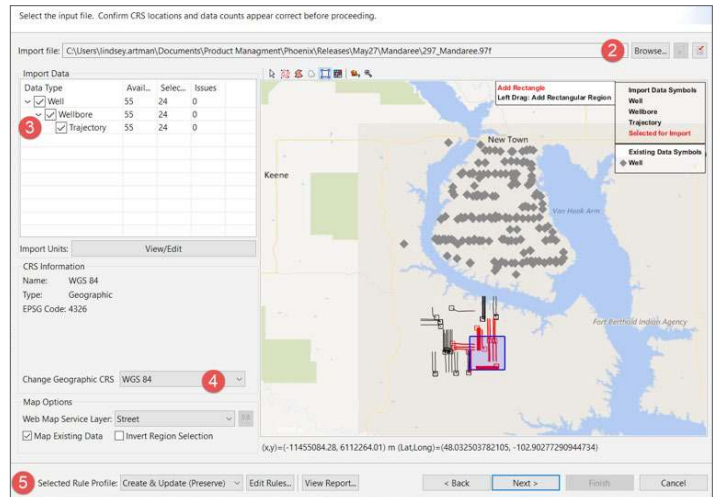 Select the input file. Confirm CRS locations and data counts appear correct before proceeding.
Import file: C:\Users\lindsey.artman\Documents\Product Managment\Phoenix\Releases\May27\Mandaree\297_Mandaree.97f
2
Browse...
Import Data
Data Type Avail... Selec... Issues
Well 55 24 0
Wellbore 55 24 0
3
Trajectory 55 24 0
Add Rectangle
Left Drag: Add Rectangular Region
Import Data Symbols
Well
Wellbore
Trajectory
Selected for Import
Existing Data Symbols
Well
New Town
Keene
Van Hook Arm
Fort Berthold Indian Agency
Import Units: View/Edit
CRS Information
Name: WGS 84
Type: Geographic
EPSG Code: 4326
Change Geographic CRS WGS 84
4
Map Options
Web Map Service Layer: Street
Map Existing Data Invert Region Selection
(x,y)=(-11455084.28, 6112264.01) m (Lat,Long)=(48.032503782105, -102.90277290944734)
5
Selected Rule Profile: Create & Update (Preserve) Edit Rules... View Report... < Back Next > Finish Cancel